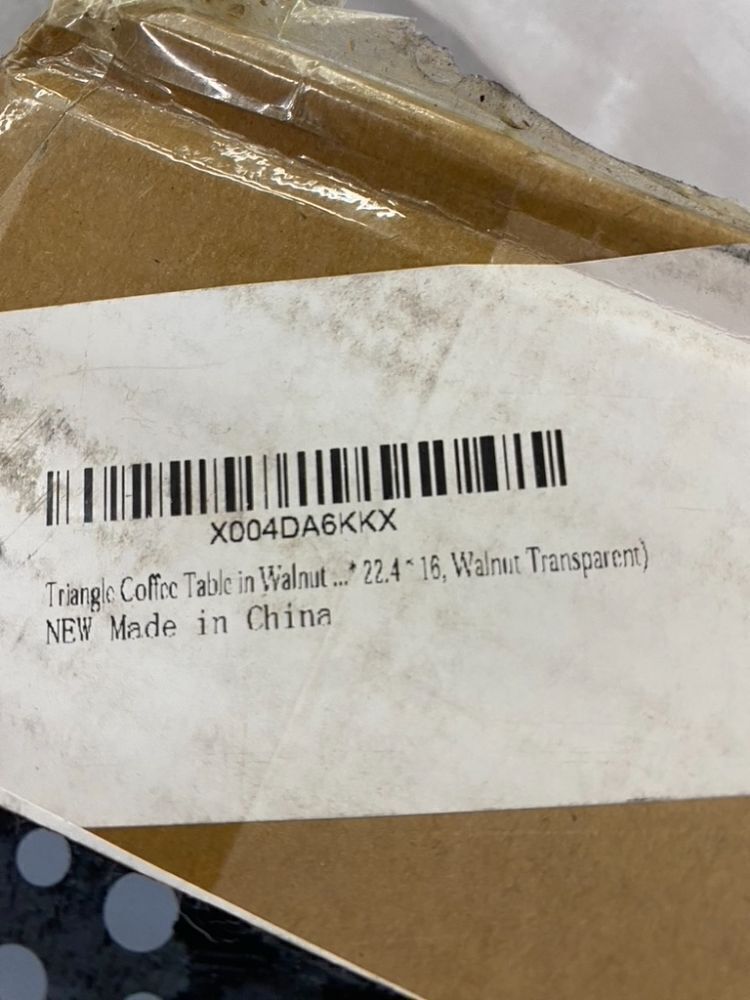 X004DA6KKX
Triangle Coffee Table in Walnut ...* 22.4 * 16, Walnut Transparent)
NEW Made in China